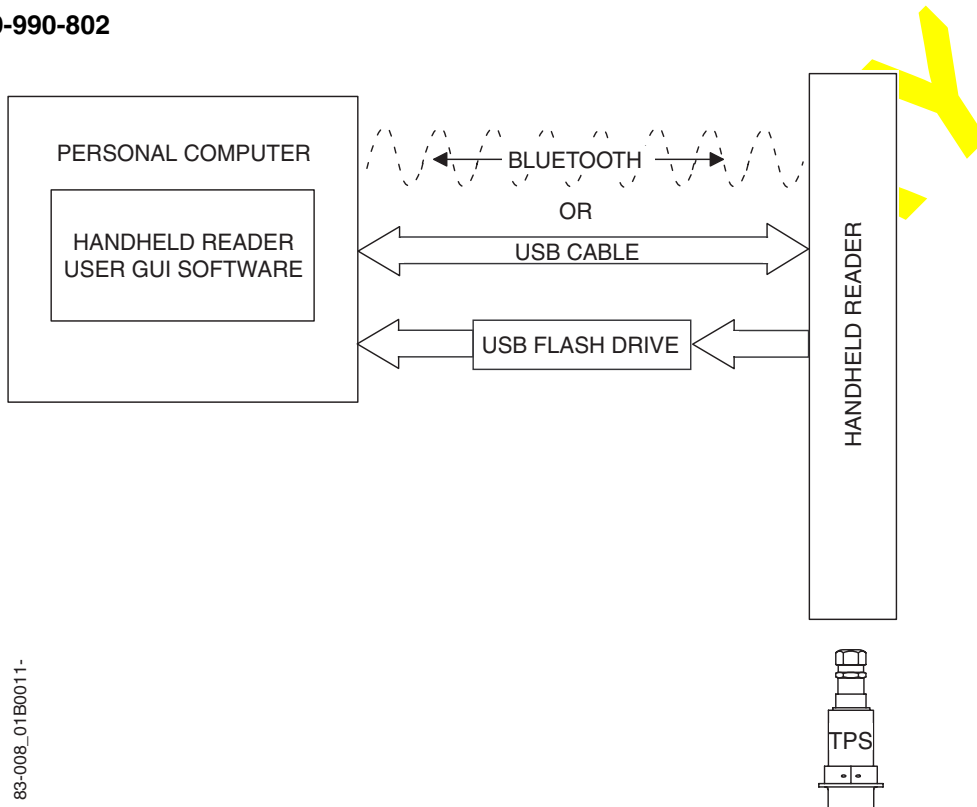 -990-802
PERSONAL COMPUTER
HANDHELD READER
USER GUI SOFTWARE
BLUETOOTH
OR
USB CABLE
USB FLASH DRIVE
HANDHELD READER
TPS
83-008_01B0011-